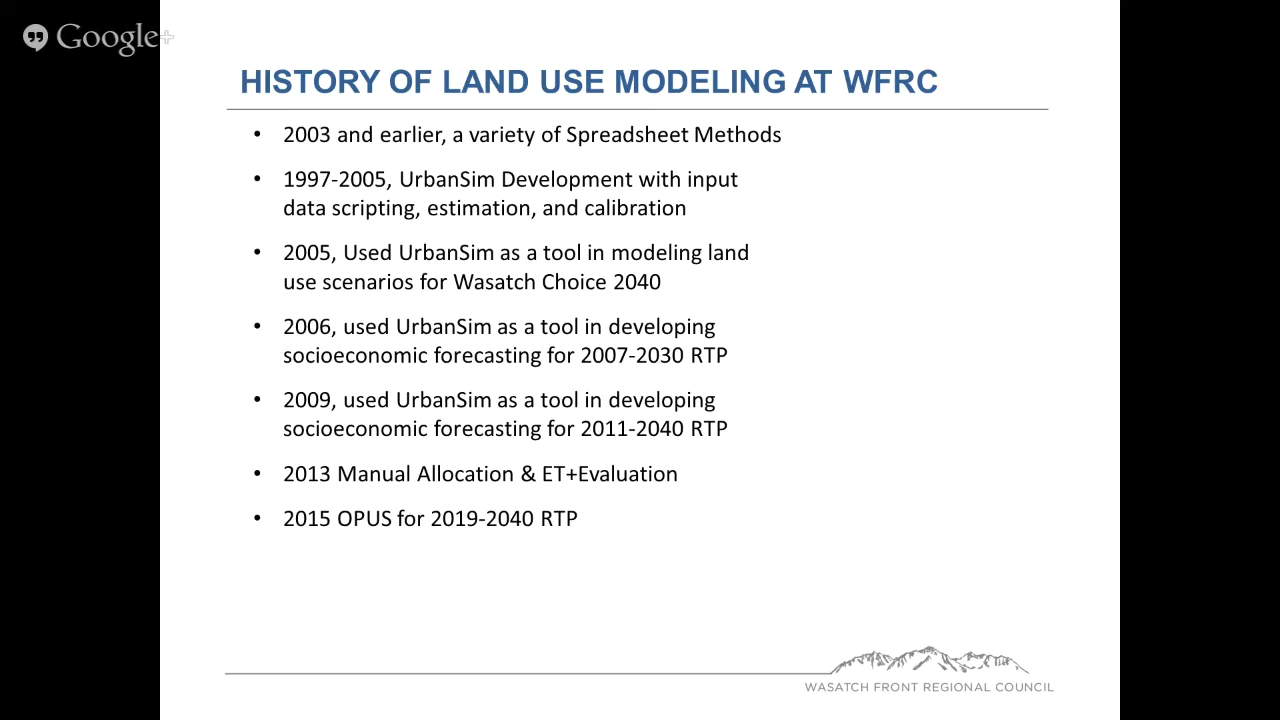 Google+
HISTORY OF LAND USE MODELING AT WFRC
• 2003 and earlier, a variety of Spreadsheet Methods
• 1997-2005, UrbanSim Development with input
data scripting, estimation, and calibration
• 2005, Used UrbanSim as a tool in modeling land
use scenarios for Wasatch Choice 2040
• 2006, used UrbanSim as a tool in developing
socioeconomic forecasting for 2007-2030 RTP
• 2009, used UrbanSim as a tool in developing
socioeconomic forecasting for 2011-2040 RTP
• 2013 Manual Allocation & ET+Evaluation
• 2015 OPUS for 2019-2040 RTP
WASATCH FRONT REGIONAL COUNCIL